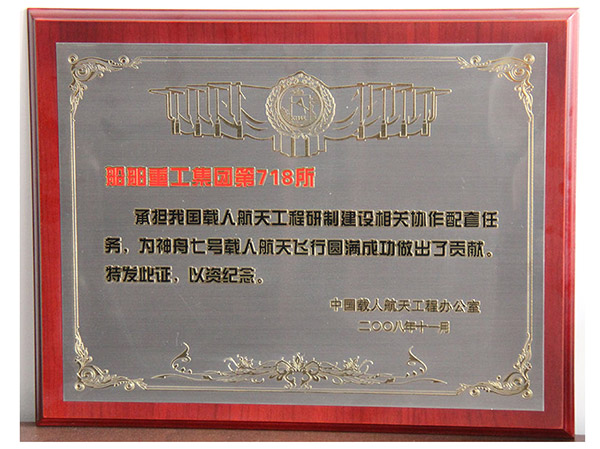 船舶重工集团第718所
承担我国载人航天工程研制建设相关协作配套任
务，为神舟七号载人航天飞行圆满成功做出了贡献。
特发此证，以资纪念。
中国载人航天工程办公室
二〇〇八年十一月